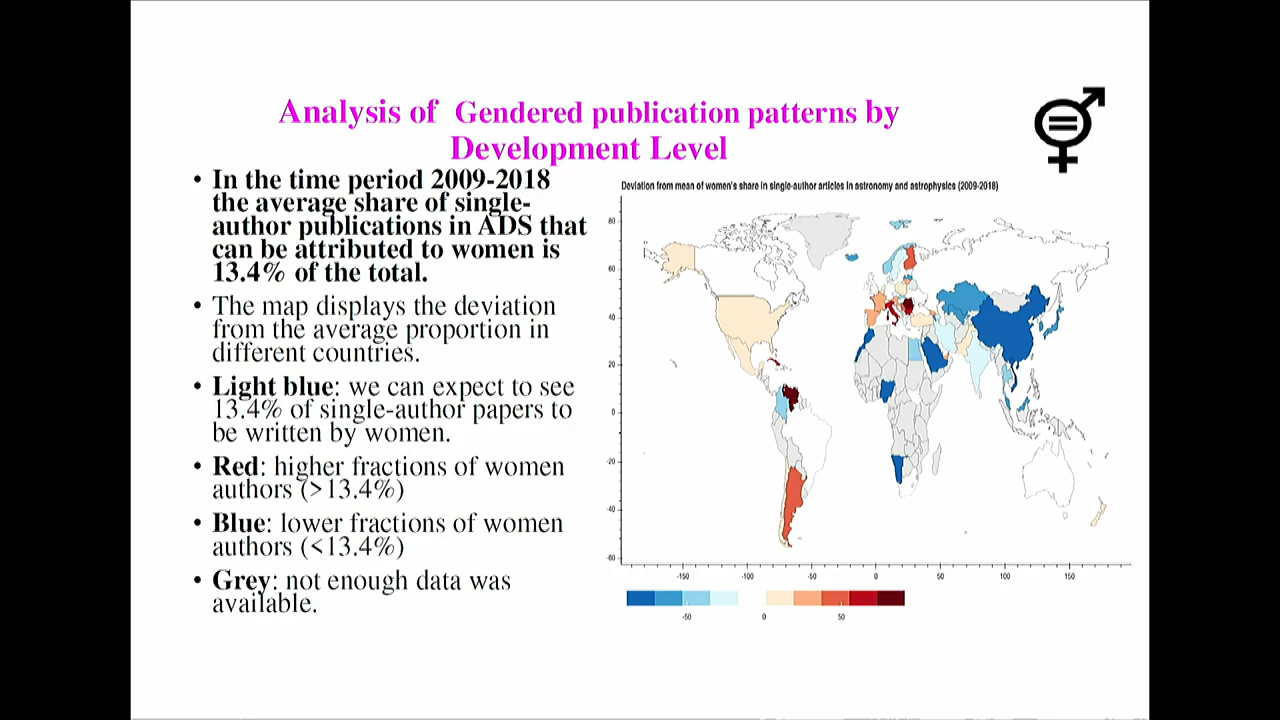 Analysis of Gendered publication patterns by
Development Level
• In the time period 2009-2018
the average share of single-
author publications in ADS that
can be attributed to women is
13.4% of the total.
• The map displays the deviation
from the average proportion in
different countries.
• Light blue: we can expect to see
13.4% of single-author papers to
be written by women.
• Red: higher fractions of women
authors (>13.4%)
• Blue: lower fractions of women
authors (<13.4%)
• Grey: not enough data was
available.
Deviation from mean of women's share in single-author articles in astronomy and astrophysics (2009-2018)
80
60
40
20
0
-20
-40
-60
-150 -100 -50 0 50 100 150
-50 0 50